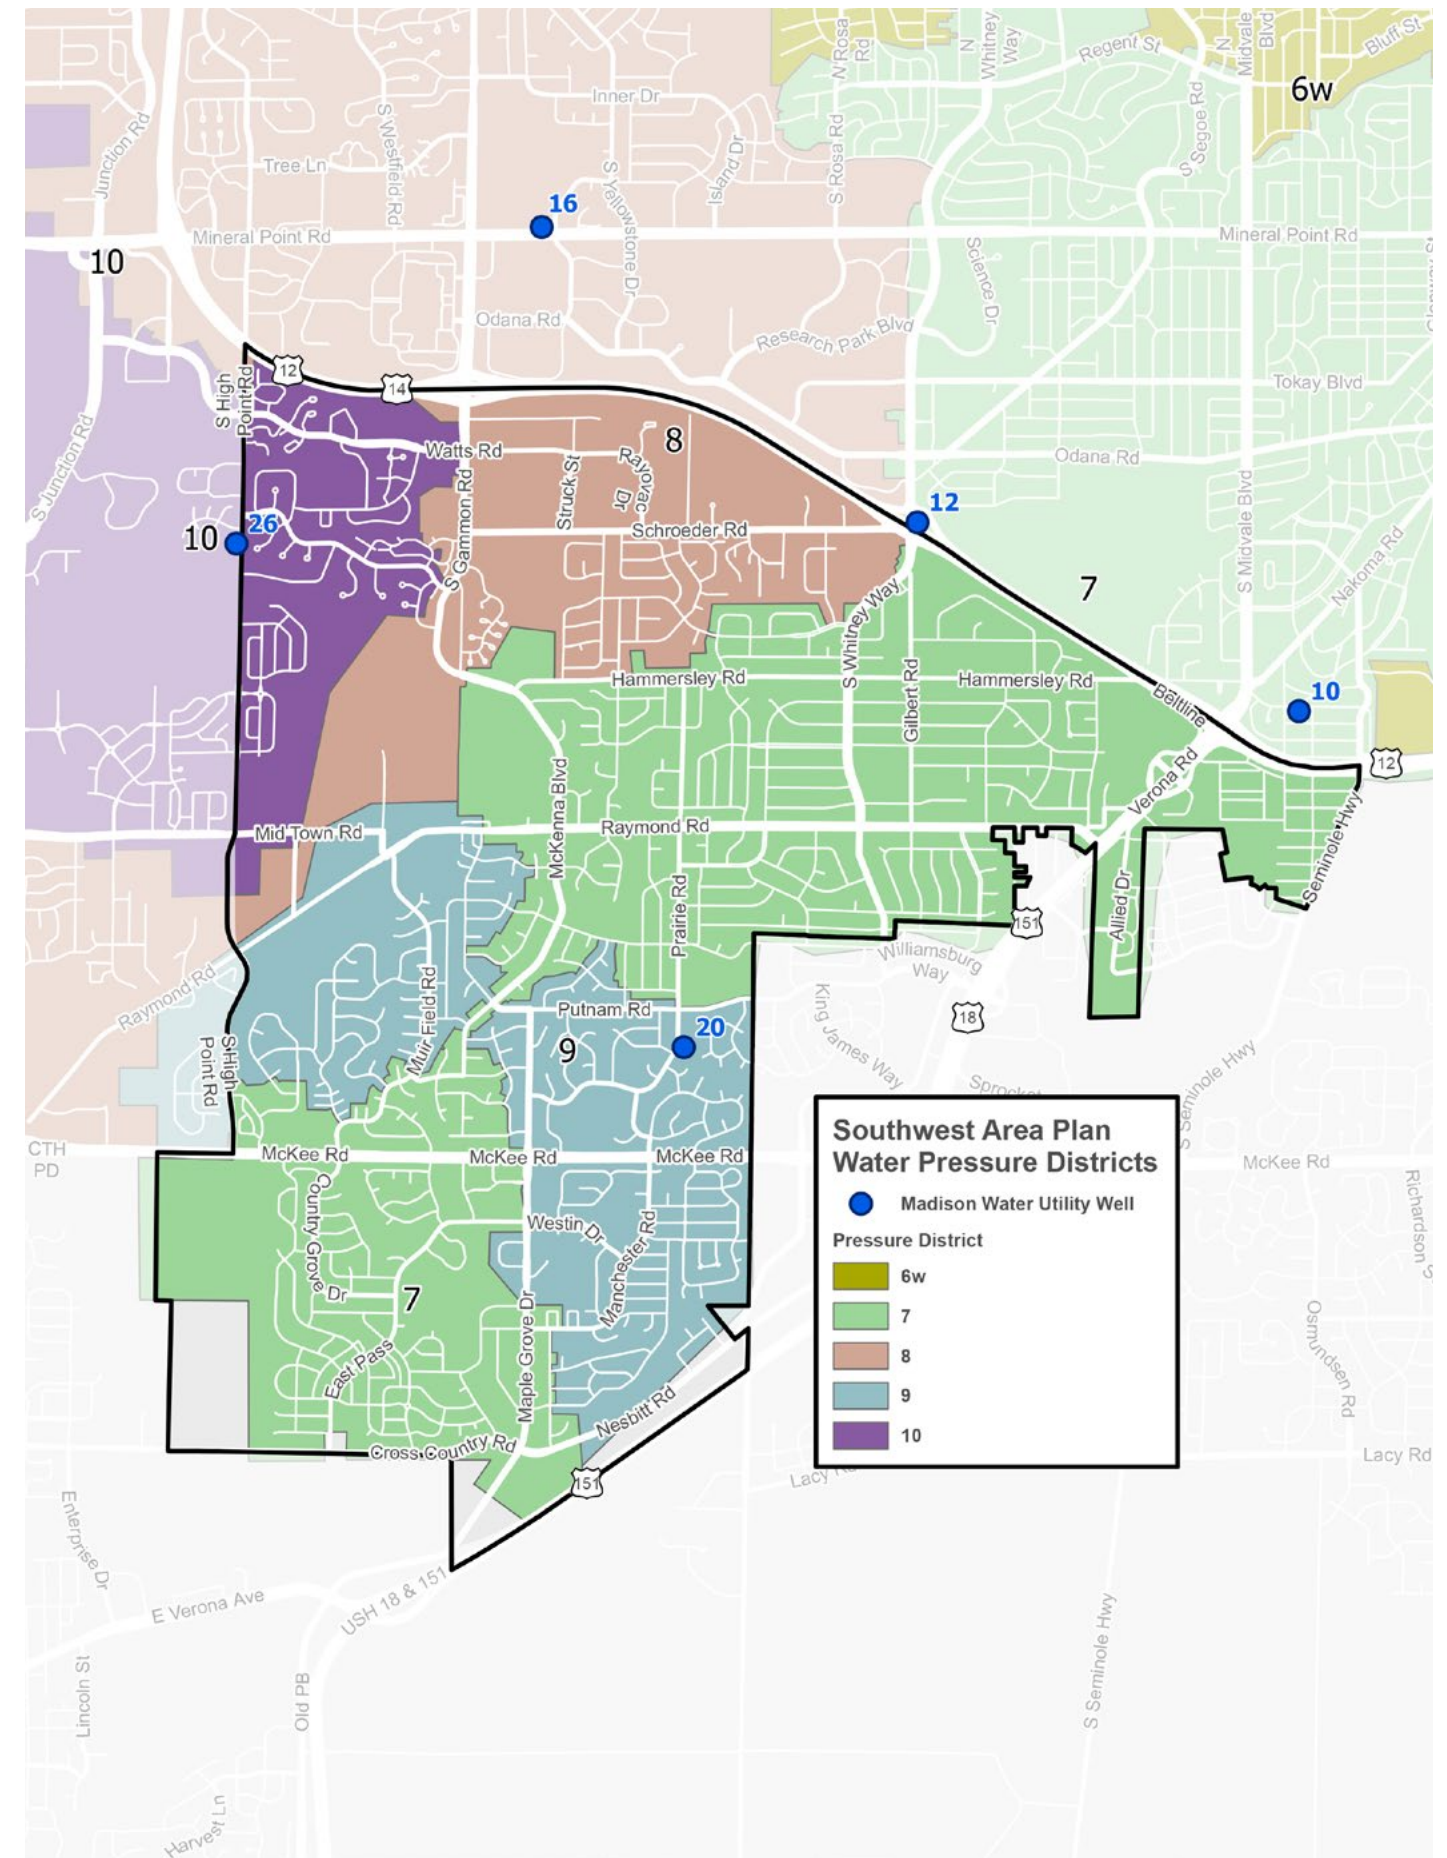 N Rosa
Rd
N
Whitney
Way
Regent St
N
Midvale
Blvd
Bluff St
6w
Inner Dr
Junction Rd
S Westfield Rd
Tree Ln
S Yellowstone Dr
Island Dr
S Rosa Rd
S Segoe Rd
16
Mineral Point Rd
Mineral Point Rd
10
Science Dr
Odana Rd
Research Park Blvd
12
14
S High
Point Rd
Tokay Blvd
S Junction Rd
Watts Rd
8
Rayovac
Dr
Struck St
Odana Rd
S Gammon Rd
Schroeder Rd
12
10
26
S Midvale Blvd
Nakoma Rd
7
S Whitney Way
Gilbert Rd
Hammersley Rd
Hammersley Rd
Beltline
10
12
McKenna Blvd
Verona Rd
Seminole Hwy
Mid Town Rd
Raymond Rd
Prairie Rd
Allied Dr
151
Williamsburg
Way
Raymond Rd
Muir Field Rd
Putnam Rd
18
King James Way
20
9
S High
Point Rd
S Seminole Hwy
CTH
PD
McKee Rd
McKee Rd
McKee Rd
McKee Rd
Southwest Area Plan
Water Pressure Districts
Madison Water Utility Well
Pressure District
6w
7
8
9
10
Country Grove Dr
Westin Dr
Manchester Rd
7
Maple Grove Dr
East Pass
Nesbitt Rd
Cross Country Rd
Osmundsen Rd
Lacy Rd
151
Enterprise Dr
E Verona Ave
USH 18 & 151
Lincoln St
Old PB
S Seminole Hwy
Harvest Ln